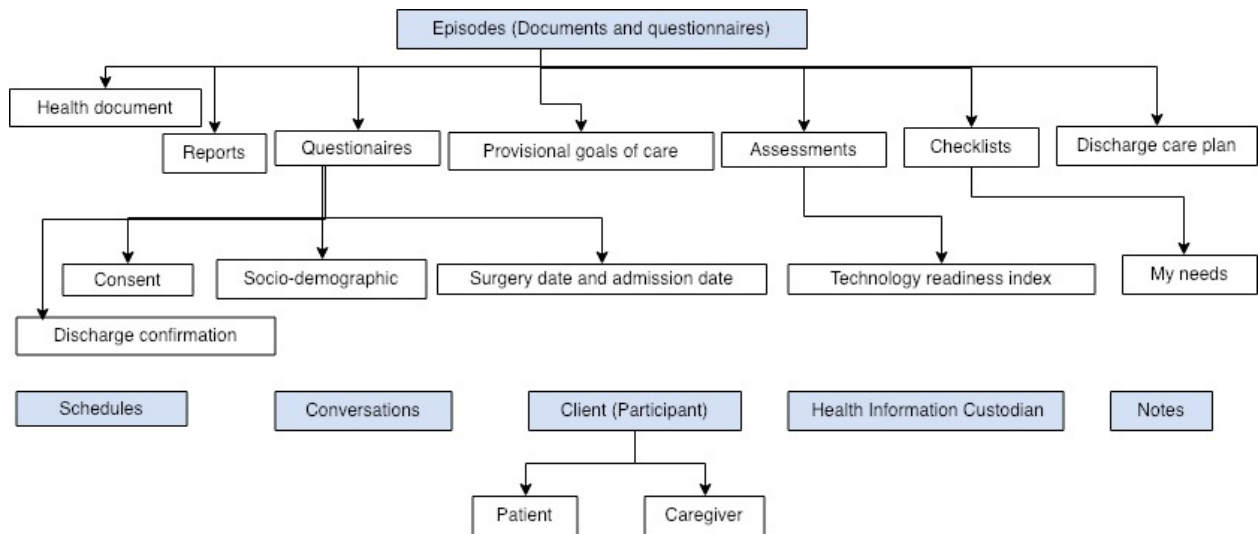 Episodes (Documents and questionnaires)
Health document
Reports
Questionaires
Provisional goals of care
Assessments
Checklists
Discharge care plan
Consent
Socio-demographic
Surgery date and admission date
Technology readiness index
My needs
Discharge confirmation
Schedules
Conversations
Client (Participant)
Health Information Custodian
Notes
Patient
Caregiver